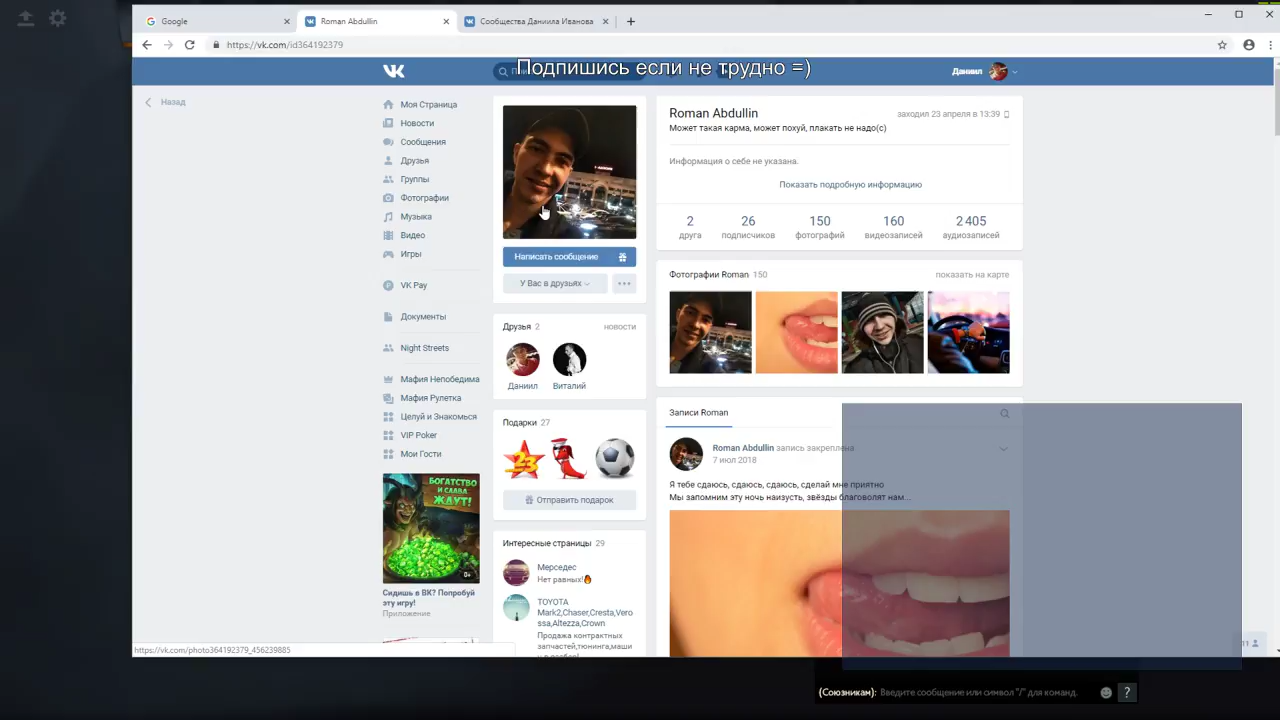 Google
Roman Abdullin
Сообщества Даниила Иванова
https://vk.com/id364192379
Подпишись если не трудно =)
Даниил
Назад
Моя Страница
Новости
Сообщения
Друзья
Группы
Фотографии
Музыка
Видео
Игры
VK Pay
Документы
Night Streets
Мафия Непобедима
Мафия Рулетка
Целуй и Знакомься
VIP Poker
Мои Гости
БОГАТСТВО
И СЛАВА
ЖДУТ!
0+
Сидишь в ВК? Попробуй
эту игру!
Приложение
https://vk.com/photo364192379_456239885
Написать сообщение
У Вас в друзьях
Друзья 2
новости
Даниил
Виталий
Подарки 27
23
Отправить подарок
Интересные страницы 29
Мерседес
Нет равных!
TOYOTA
Mark2,Chaser,Cresta,Vero
ssa,Altezza,Crown
Продажа контрактных
запчастей,тюнинга,маши
Roman Abdullin
заходил 23 апреля в 13:39
Может такая карма, может похуй, плакать не надо(с)
Информация о себе не указана.
Показать подробную информацию
2 26 150 160 2 405
друга подписчиков фотографий видеозаписей аудиозаписей
Фотографии Roman 150
показать на карте
Записи Roman
Roman Abdullin запись закреплена
7 июл 2018
Я тебе сдаюсь, сдаюсь, сдаюсь, сделай мне приятно
Мы запомним эту ночь наизусть, звёзды благоволят нам...
(Союзникам): Введите сообщение или символ "/" для команд.
?